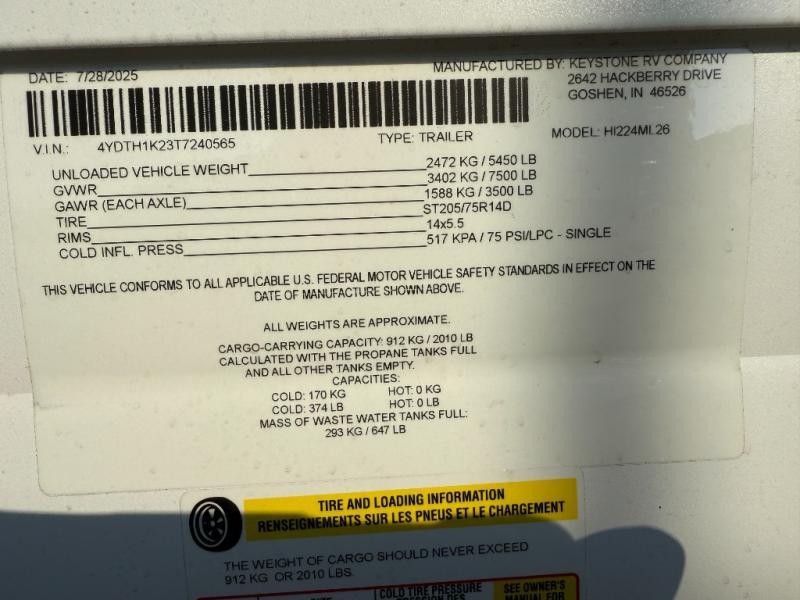 DATE: 7/28/2025
MANUFACTURED BY: KEYSTONE RV COMPANY
2642 HACKBERRY DRIVE
GOSHEN, IN 46526
V.I.N.: 4YDTH1K23T7240565 TYPE: TRAILER MODEL: HI224ML26
UNLOADED VEHICLE WEIGHT 2472 KG / 5450 LB
GVWR 3402 KG / 7500 LB
GAWR (EACH AXLE) 1588 KG / 3500 LB
TIRE ST205/75R14D
RIMS 14x5.5
COLD INFL. PRESS 517 KPA / 75 PSI/LPC - SINGLE
THIS VEHICLE CONFORMS TO ALL APPLICABLE U.S. FEDERAL MOTOR VEHICLE SAFETY STANDARDS IN EFFECT ON THE
DATE OF MANUFACTURE SHOWN ABOVE.
ALL WEIGHTS ARE APPROXIMATE.
CARGO-CARRYING CAPACITY: 912 KG / 2010 LB
CALCULATED WITH THE PROPANE TANKS FULL
AND ALL OTHER TANKS EMPTY.
CAPACITIES:
COLD: 170 KG HOT: 0 KG
COLD: 374 LB HOT: 0 LB
MASS OF WASTE WATER TANKS FULL:
293 KG / 647 LB
TIRE AND LOADING INFORMATION
RENSEIGNEMENTS SUR LES PNEUS ET LE CHARGEMENT
THE WEIGHT OF CARGO SHOULD NEVER EXCEED
912 KG OR 2010 LBS.
COLD TIRE PRESSURE
SEE OWNER'S
MANUAL FOR